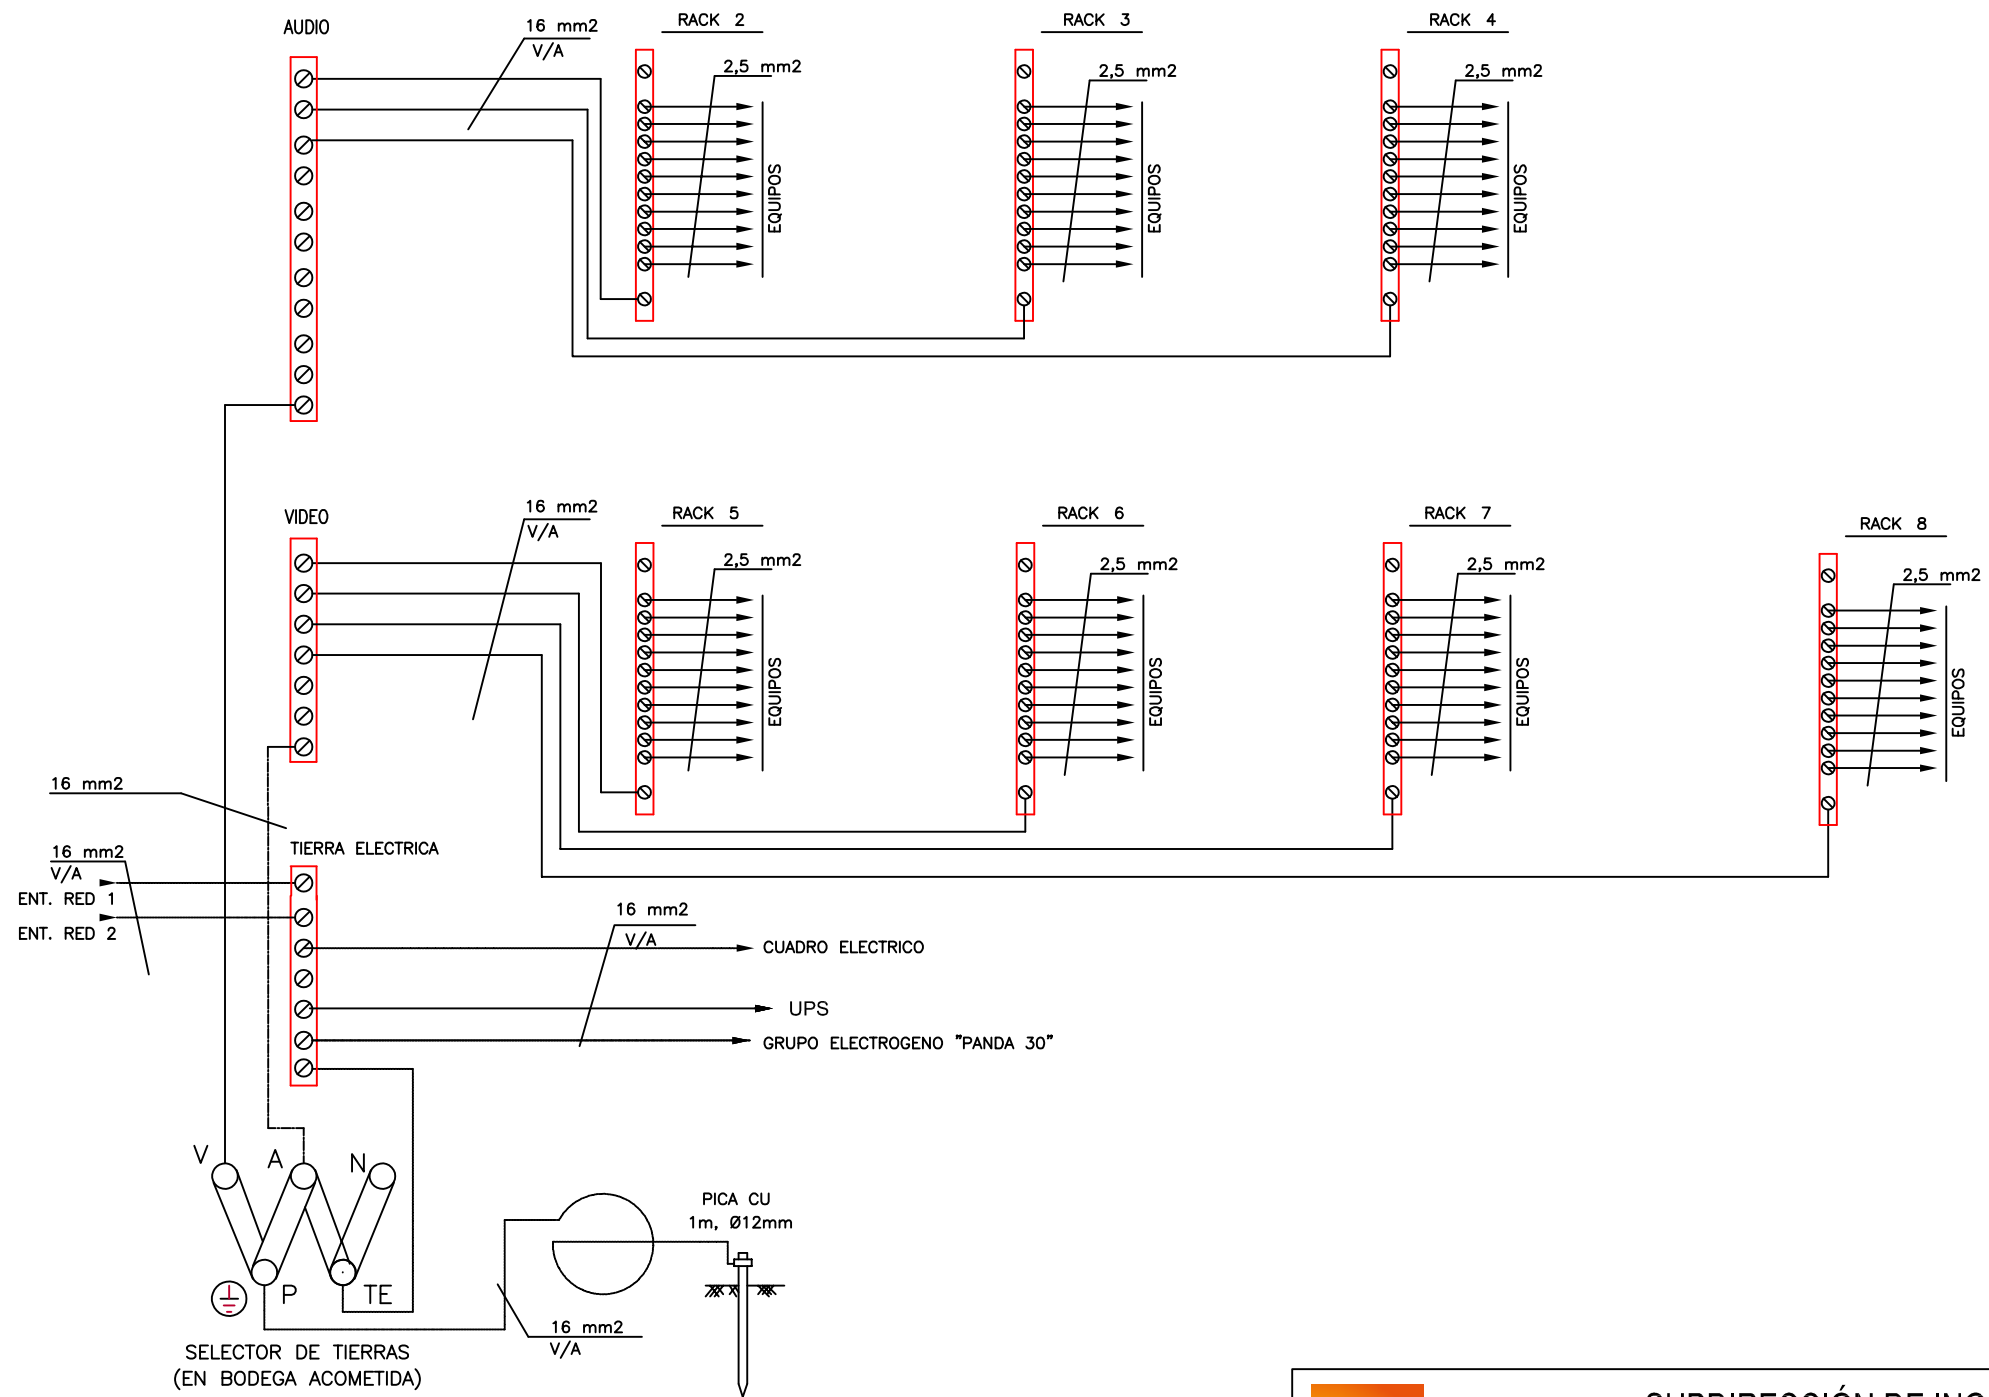 AUDIO
16 mm2
V/A
RACK 2
2,5 mm2
EQUIPOS
RACK 3
2,5 mm2
EQUIPOS
RACK 4
2,5 mm2
EQUIPOS
VIDEO
16 mm2
V/A
RACK 5
2,5 mm2
EQUIPOS
RACK 6
2,5 mm2
EQUIPOS
RACK 7
2,5 mm2
EQUIPOS
RACK 8
2,5 mm2
EQUIPOS
16 mm2
TIERRA ELECTRICA
16 mm2
V/A
ENT. RED 1
ENT. RED 2
16 mm2
V/A
CUADRO ELECTRICO
UPS
GRUPO ELECTROGENO "PANDA 30"
V
A
N
P
TE
PICA CU
1m, Ø12mm
16 mm2
V/A
SELECTOR DE TIERRAS
(EN BODEGA ACOMETIDA)